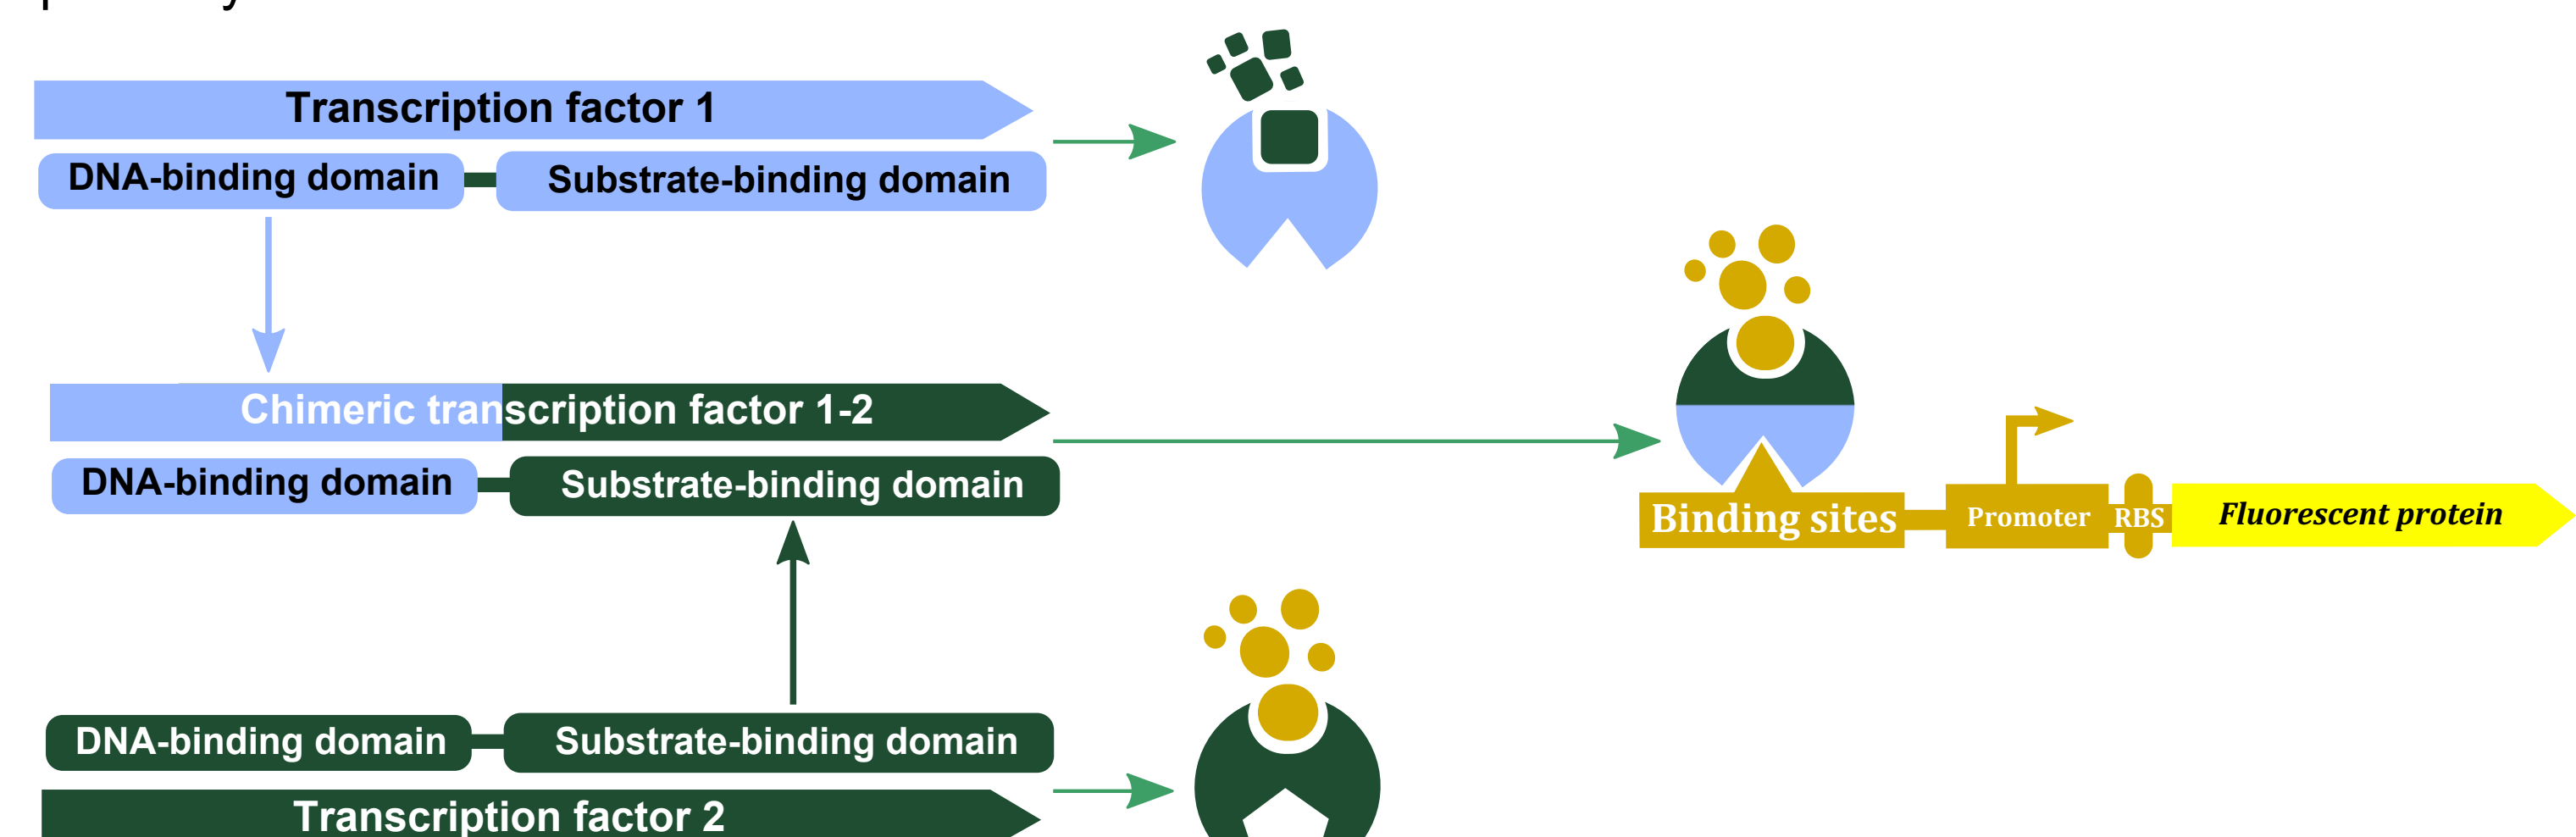 Transcription factor 1
DNA-binding domain
Substrate-binding domain
Chimeric transcription factor 1-2
DNA-binding domain
Substrate-binding domain
Binding sites
Promoter
RBS
Fluorescent protein
DNA-binding domain
Substrate-binding domain
Transcription factor 2